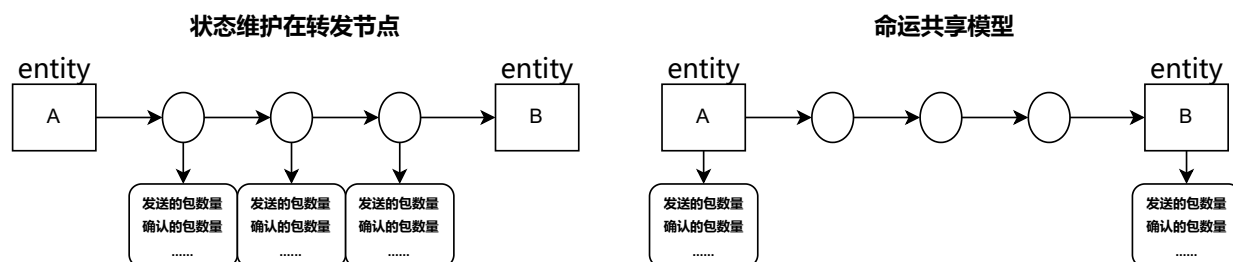 状态维护在转发节点
命运共享模型
entity
entity
entity
entity
A
B
A
B
发送的包数量
确认的包数量
......
发送的包数量
确认的包数量
......
发送的包数量
确认的包数量
......
发送的包数量
确认的包数量
......
发送的包数量
确认的包数量
......